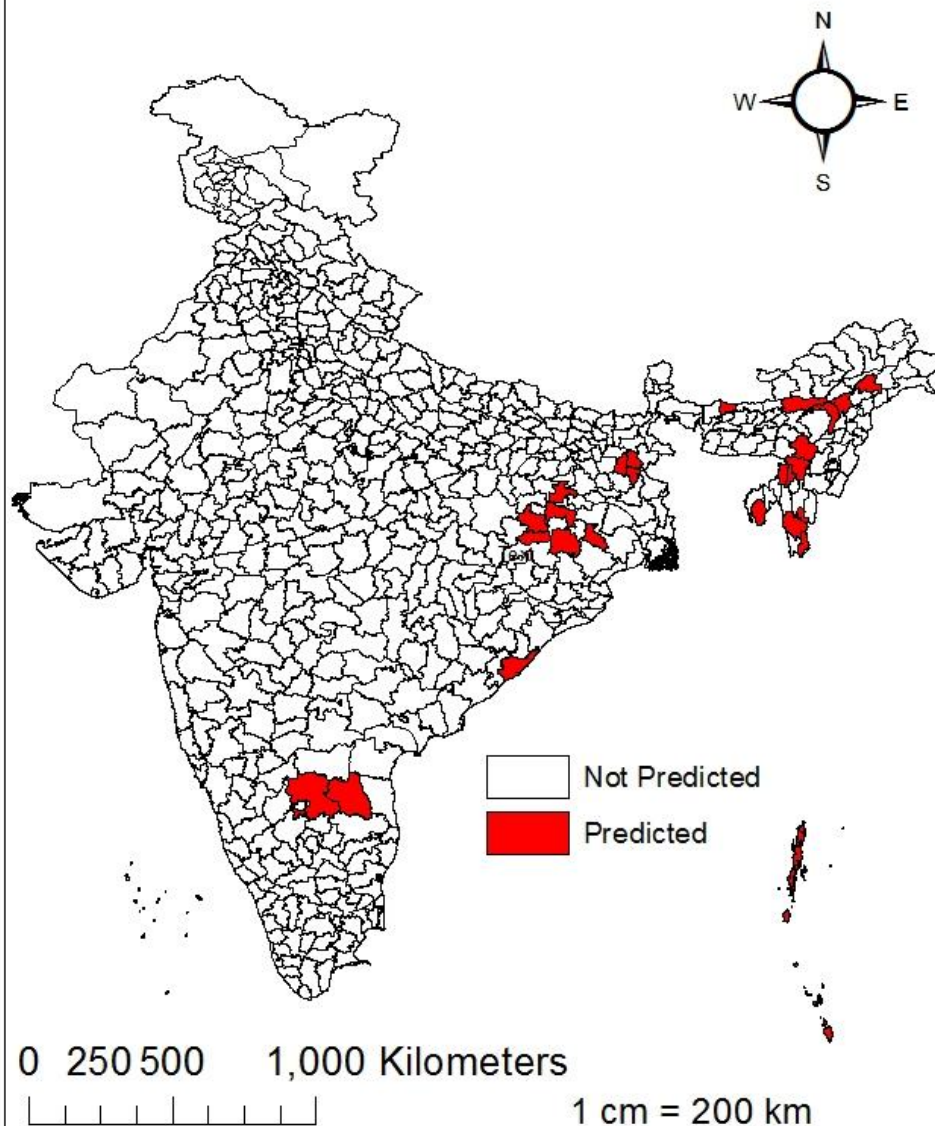 N
W E
S
Not Predicted
Predicted
0 250 500 1,000 Kilometers
1 cm = 200 km